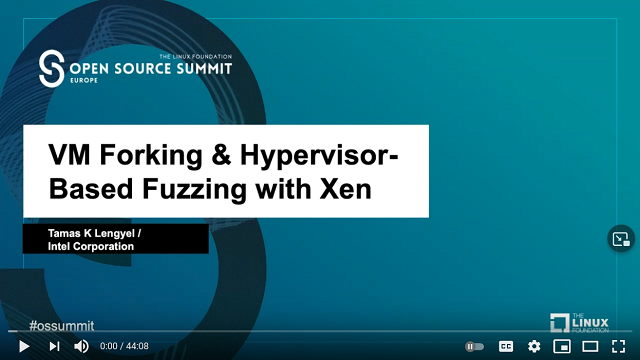 THE LINUX FOUNDATION
OPEN SOURCE SUMMIT
EUROPE
VM Forking & Hypervisor-
Based Fuzzing with Xen
Tamas K Lengyel /
Intel Corporation
#ossummit
THE
LINUX
FOUNDATION
0:00 / 44:08
CC